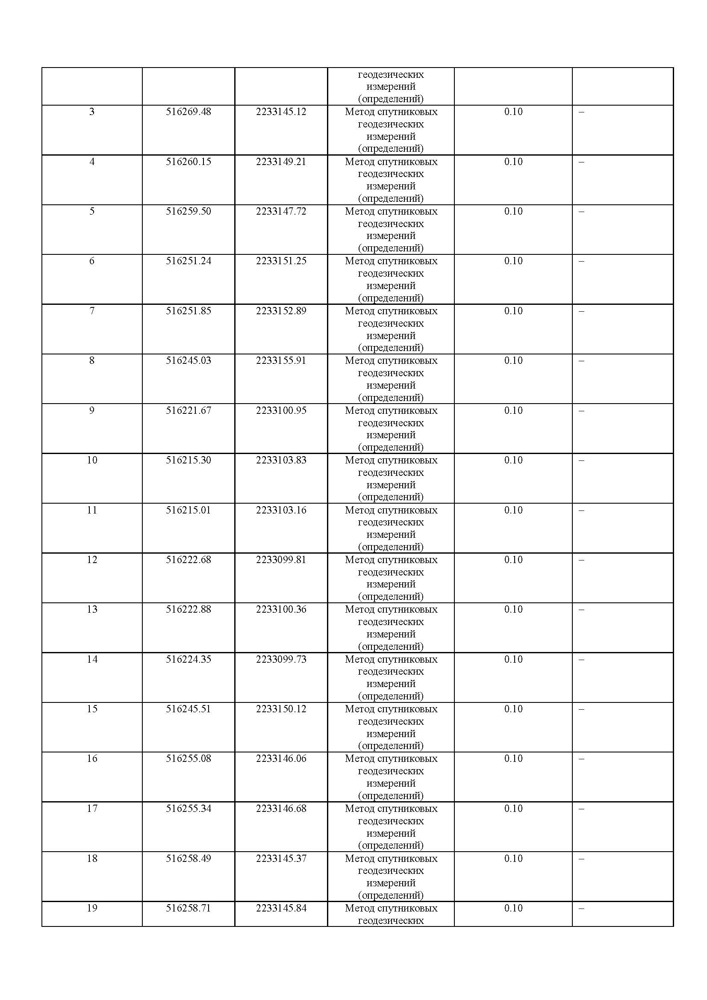 геодезических
измерений
(определений)
3 516269.48 2233145.12 Метод спутниковых 0.10 –
геодезических
измерений
(определений)
4 516260.15 2233149.21 Метод спутниковых 0.10 –
геодезических
измерений
(определений)
5 516259.50 2233147.72 Метод спутниковых 0.10 –
геодезических
измерений
(определений)
6 516251.24 2233151.25 Метод спутниковых 0.10 –
геодезических
измерений
(определений)
7 516251.85 2233152.89 Метод спутниковых 0.10 –
геодезических
измерений
(определений)
8 516245.03 2233155.91 Метод спутниковых 0.10 –
геодезических
измерений
(определений)
9 516221.67 2233100.95 Метод спутниковых 0.10 –
геодезических
измерений
(определений)
10 516215.30 2233103.83 Метод спутниковых 0.10 –
геодезических
измерений
(определений)
11 516215.01 2233103.16 Метод спутниковых 0.10 –
геодезических
измерений
(определений)
12 516222.68 2233099.81 Метод спутниковых 0.10 –
геодезических
измерений
(определений)
13 516222.88 2233100.36 Метод спутниковых 0.10 –
геодезических
измерений
(определений)
14 516224.35 2233099.73 Метод спутниковых 0.10 –
геодезических
измерений
(определений)
15 516245.51 2233150.12 Метод спутниковых 0.10 –
геодезических
измерений
(определений)
16 516255.08 2233146.06 Метод спутниковых 0.10 –
геодезических
измерений
(определений)
17 516255.34 2233146.68 Метод спутниковых 0.10 –
геодезических
измерений
(определений)
18 516258.49 2233145.37 Метод спутниковых 0.10 –
геодезических
измерений
(определений)
19 516258.71 2233145.84 Метод спутниковых 0.10 –
геодезических